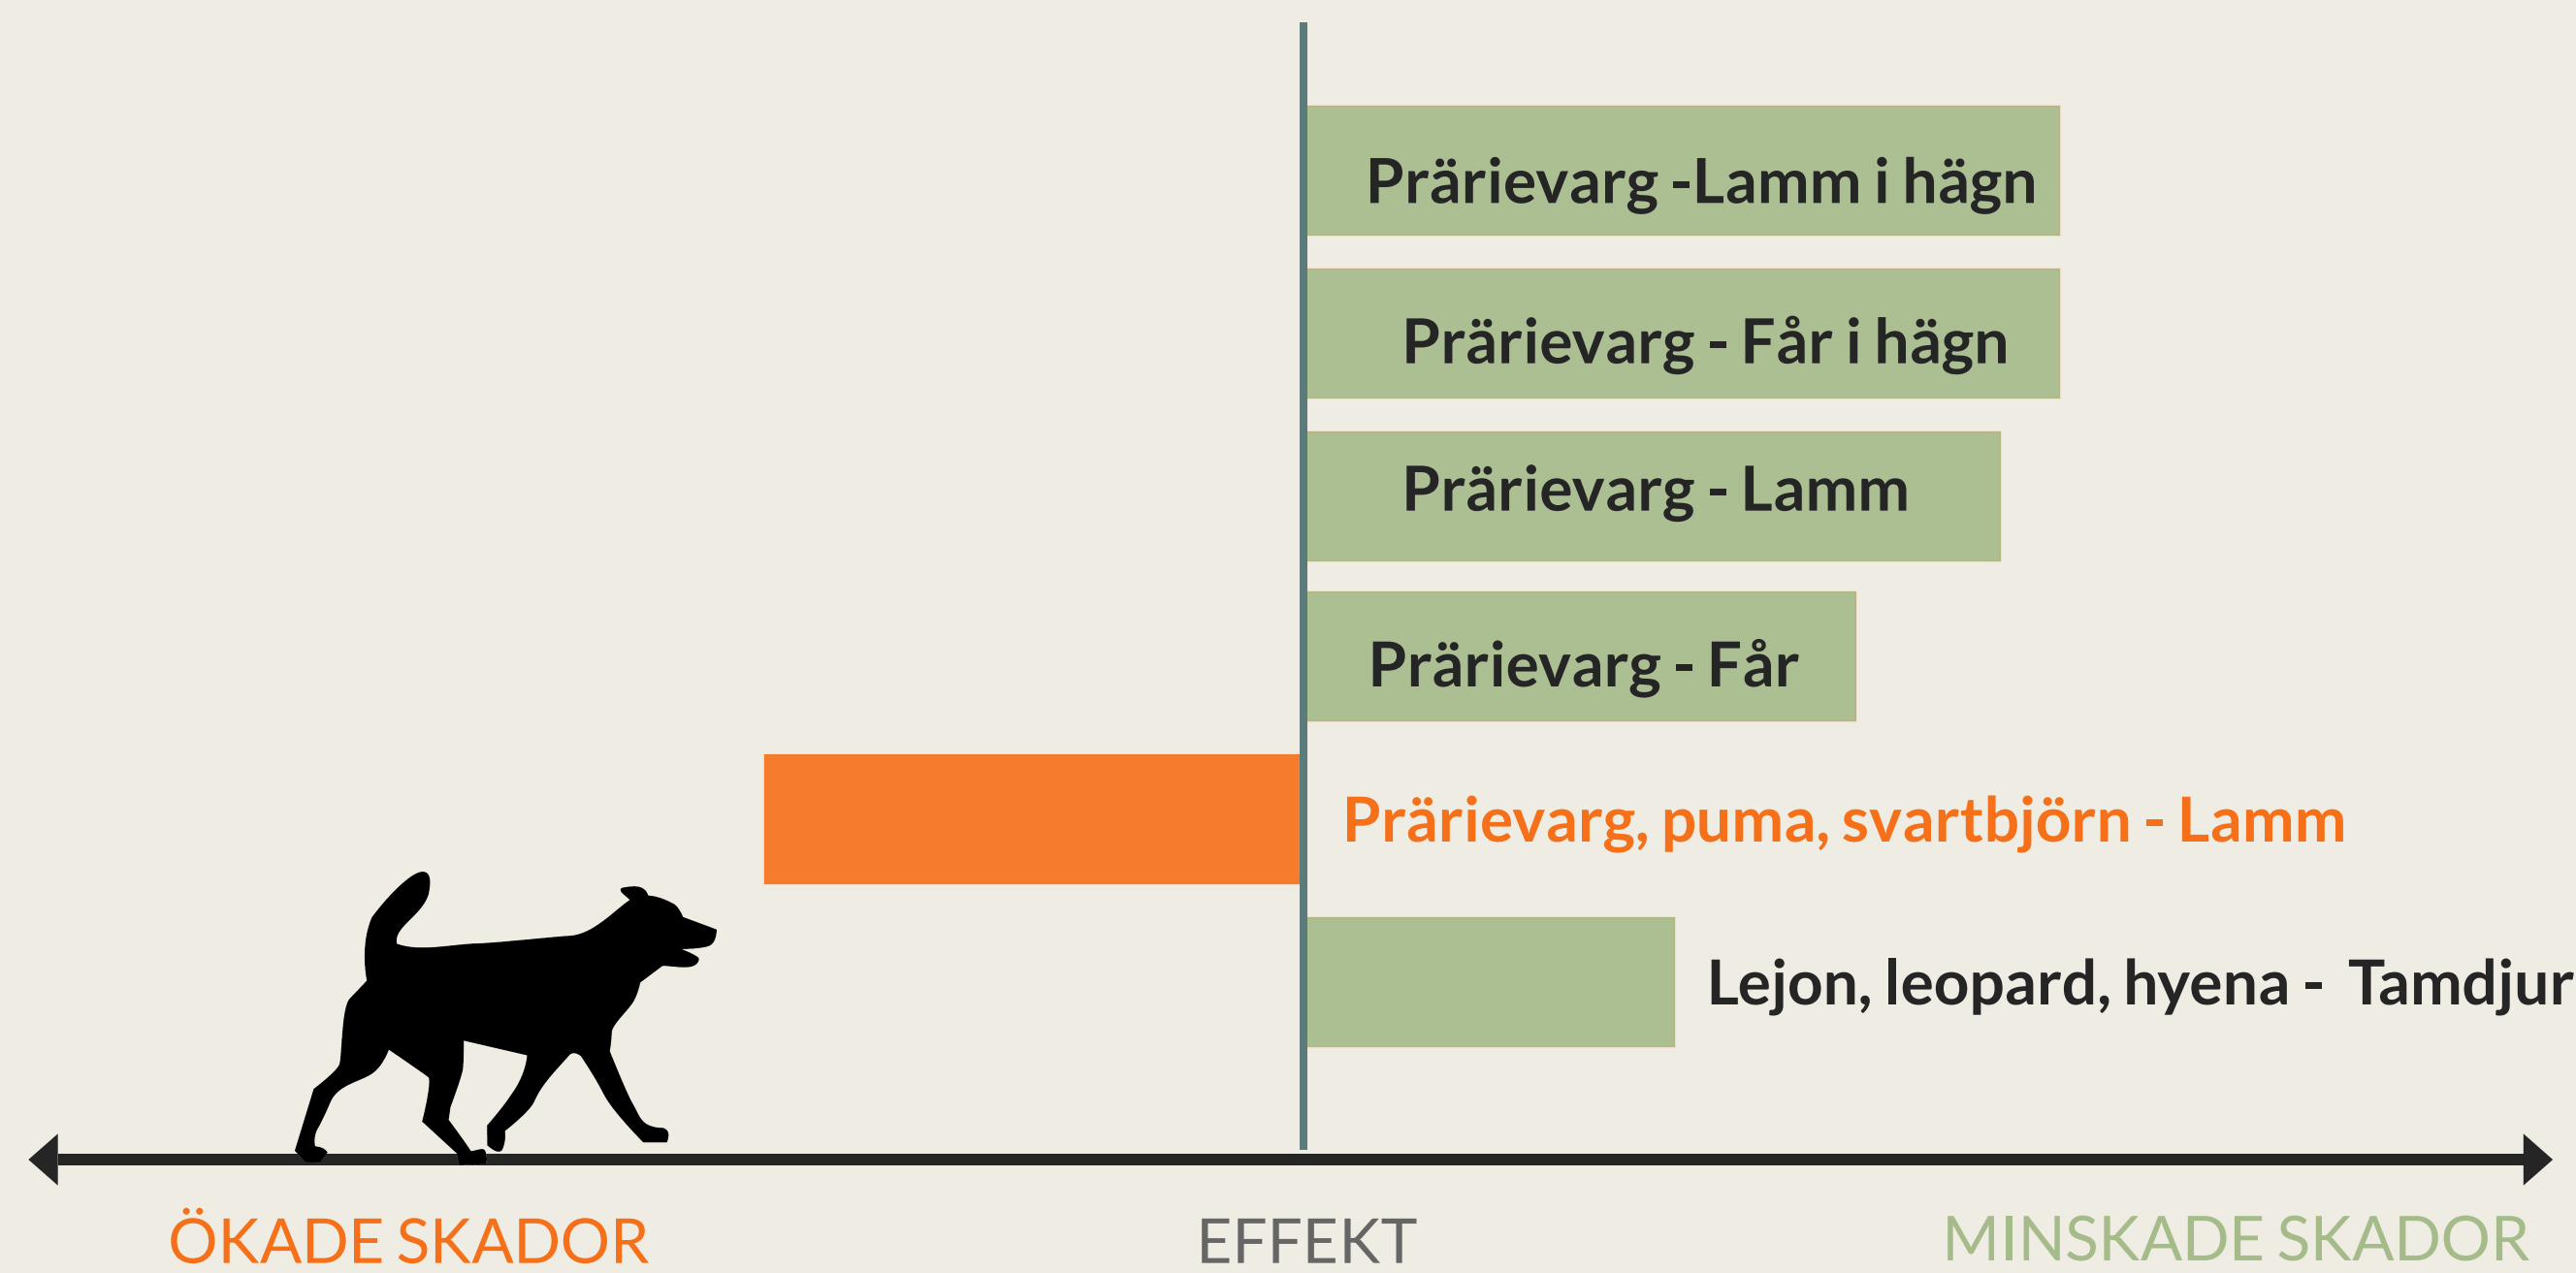 Prärievarg -Lamm i hägn
Prärievarg - Får i hägn
Prärievarg - Lamm
Prärievarg - Får
Prärievarg, puma, svartbjörn - Lamm
Lejon, leopard, hyena - Tamdjur
ÖKADE SKADOR
EFFEKT
MINSKADE SKADOR